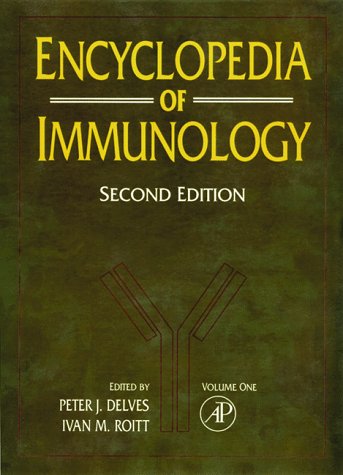 ENCYCLOPEDIA
OF
IMMUNOLOGY
SECOND EDITION
EDITED BY
PETER J. DELVES
IVAN M. ROITT
VOLUME ONE
AP